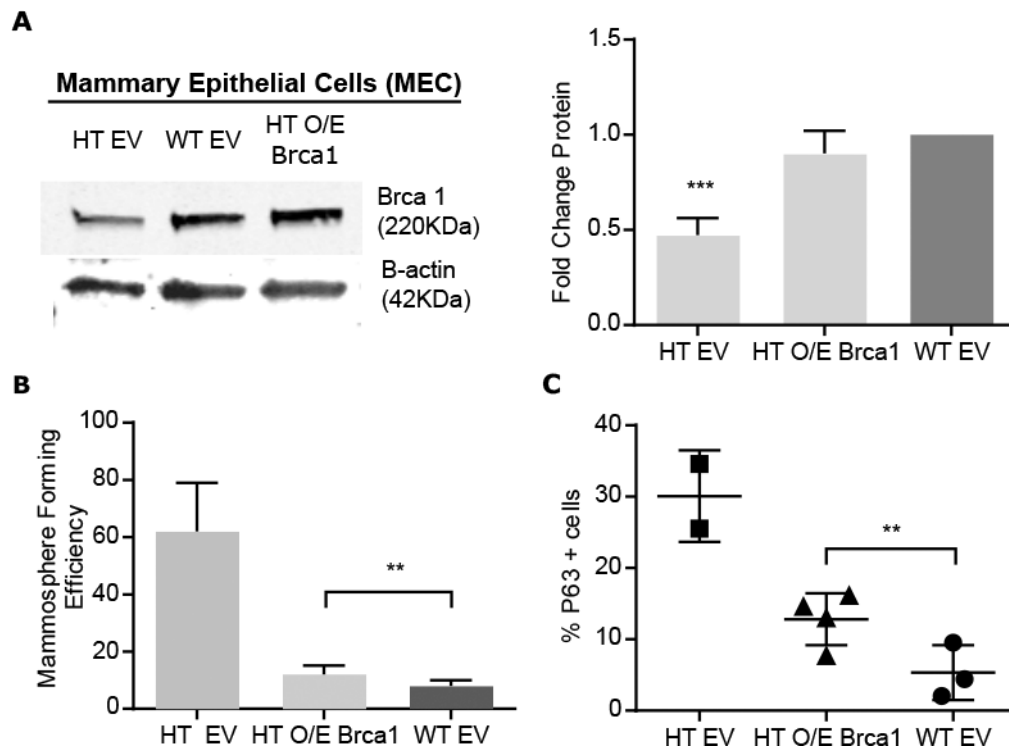 A
Mammary Epithelial Cells (MEC)
HT EV
WT EV
HT O/E
Brca1
Brca 1
(220KDa)
B-actin
(42KDa)
Fold Change Protein
1.5
1.0
0.5
0.0
***
HT EV
HT O/E Brca1
WT EV
B
Mammosphere Forming
Efficiency
100
80
60
40
20
0
**
HT EV
HT O/E Brca1
WT EV
C
% P63 + cells
40
30
20
10
0
**
HT EV
HT O/E Brca1
WT EV